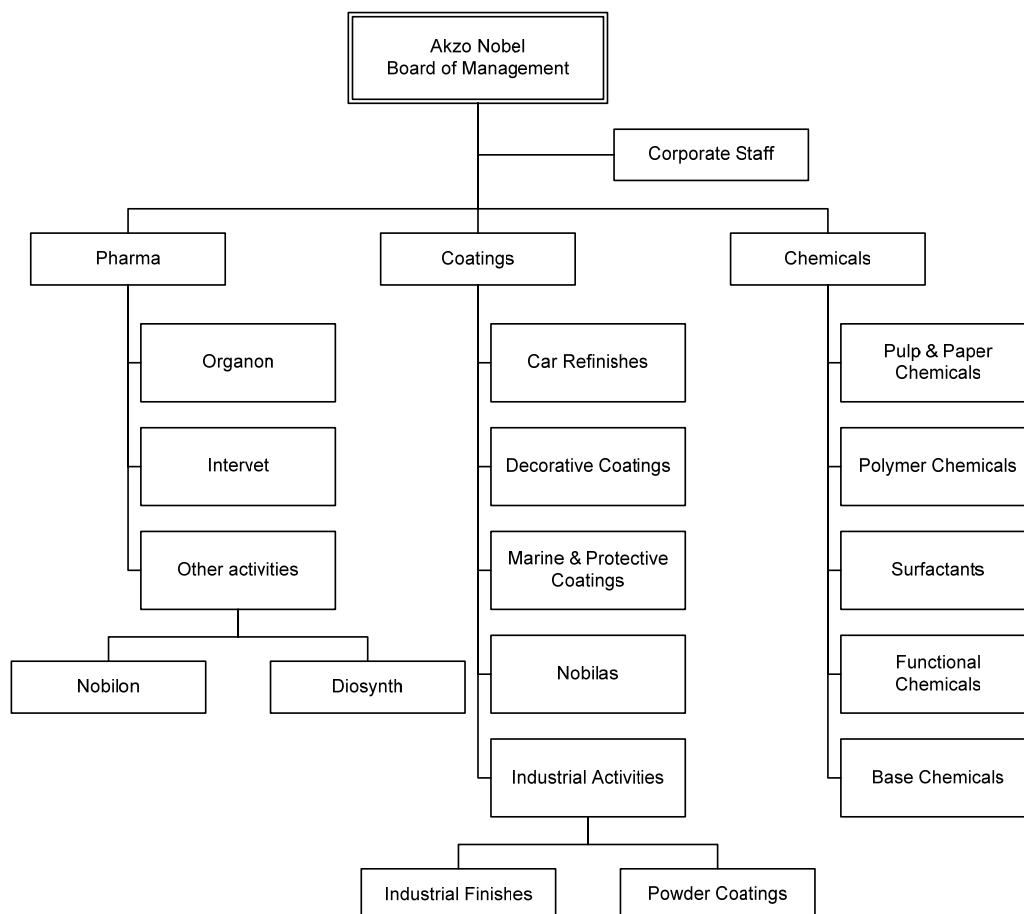 Akzo Nobel
Board of Management
Corporate Staff
Pharma
Coatings
Chemicals
Organon
Car Refinishes
Pulp & Paper
Chemicals
Intervet
Decorative Coatings
Polymer Chemicals
Other activities
Marine & Protective
Coatings
Surfactants
Nobilon
Diosynth
Nobilas
Functional
Chemicals
Industrial Activities
Base Chemicals
Industrial Finishes
Powder Coatings